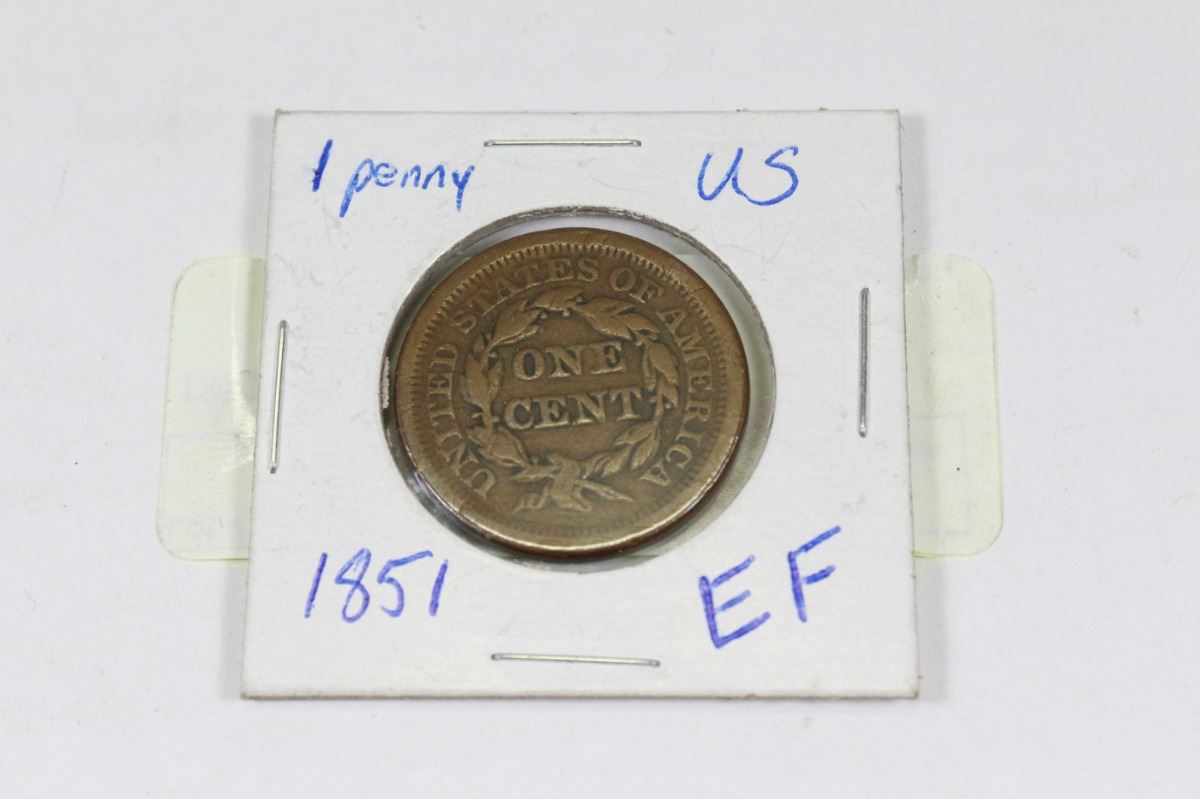 1 penny US
UNITED STATES OF AMERICA
ONE
CENT
1851 EF